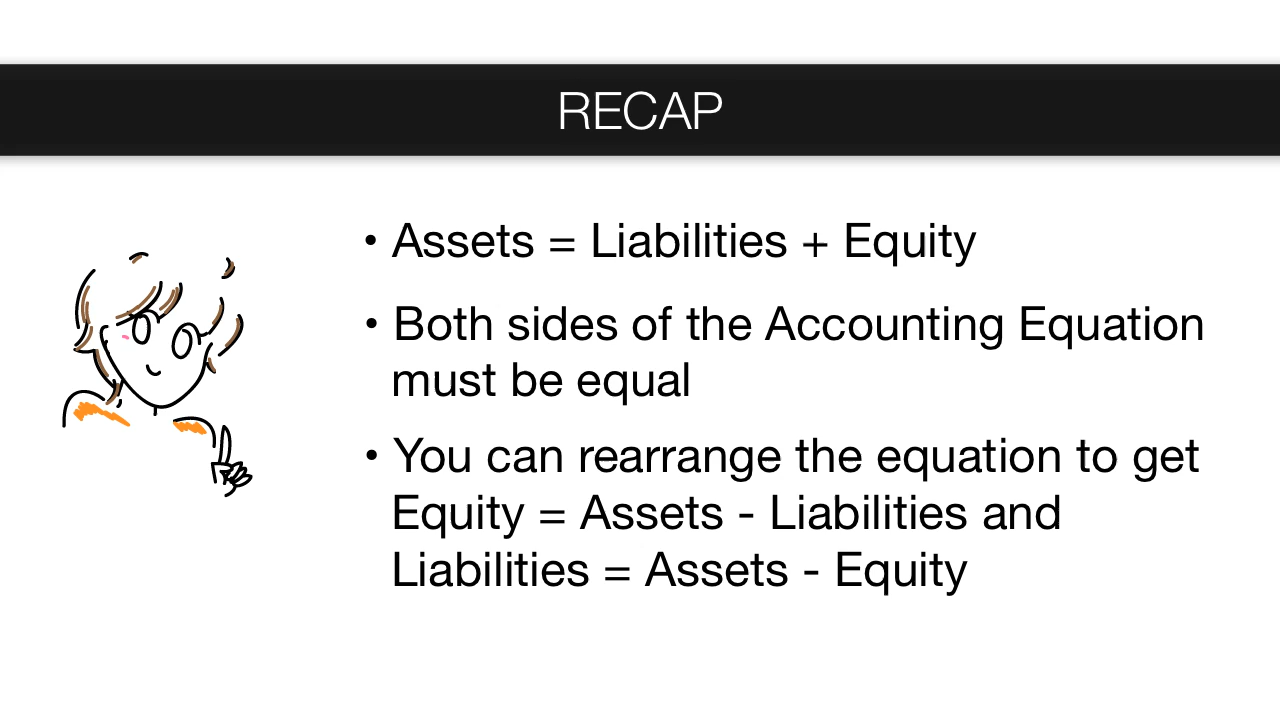 RECAP
• Assets = Liabilities + Equity
• Both sides of the Accounting Equation
must be equal
• You can rearrange the equation to get
Equity = Assets - Liabilities and
Liabilities = Assets - Equity